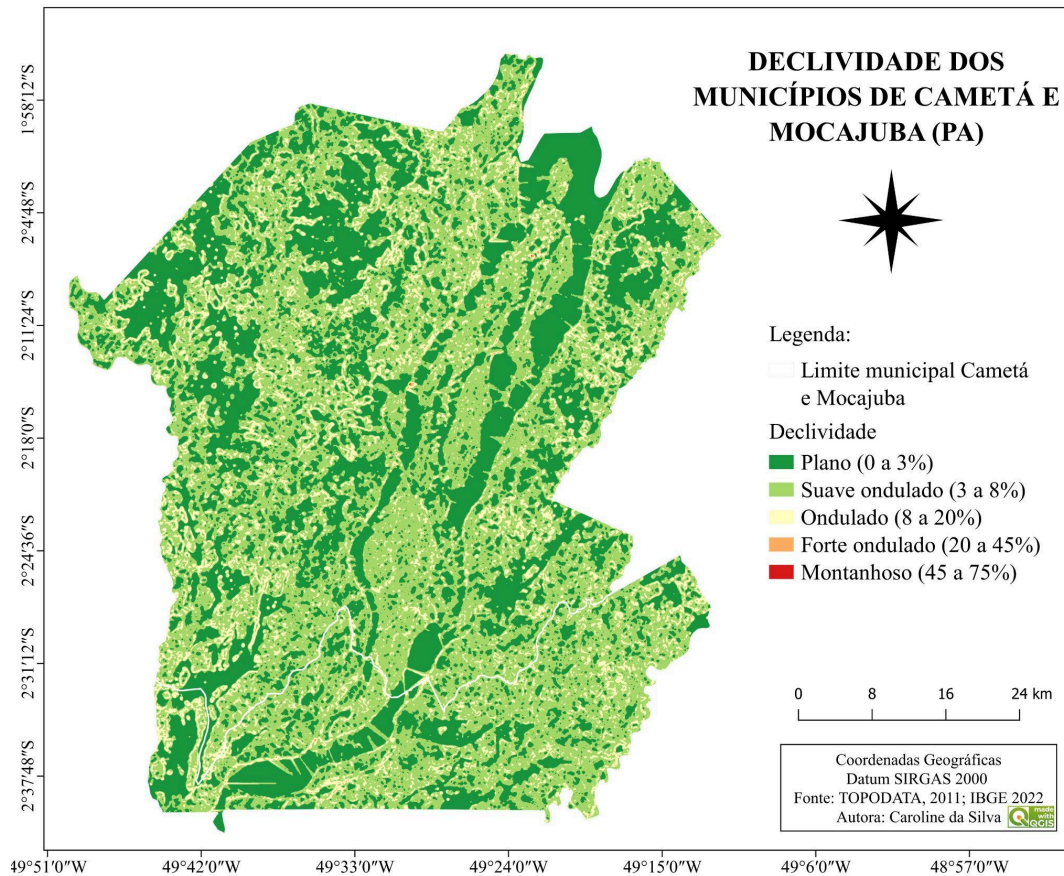 DECLIVIDADE DOS
MUNICÍPIOS DE CAMETÁ E
MOCAJUBA (PA)
1°58'12"S
2°4'48"S
2°11'24"S
2°18'0"S
2°24'36"S
2°31'12"S
2°37'48"S
Legenda:
Limite municipal Cametá
e Mocajuba
Declividade
Plano (0 a 3%)
Suave ondulado (3 a 8%)
Ondulado (8 a 20%)
Forte ondulado (20 a 45%)
Montanhoso (45 a 75%)
0 8 16 24 km
Coordenadas Geográficas
Datum SIRGAS 2000
Fonte: TOPODATA, 2011; IBGE 2022
Autora: Caroline da Silva
made
with
QGIS
49°51'0"W 49°42'0"W 49°33'0"W 49°24'0"W 49°15'0"W 49°6'0"W 48°57'0"W